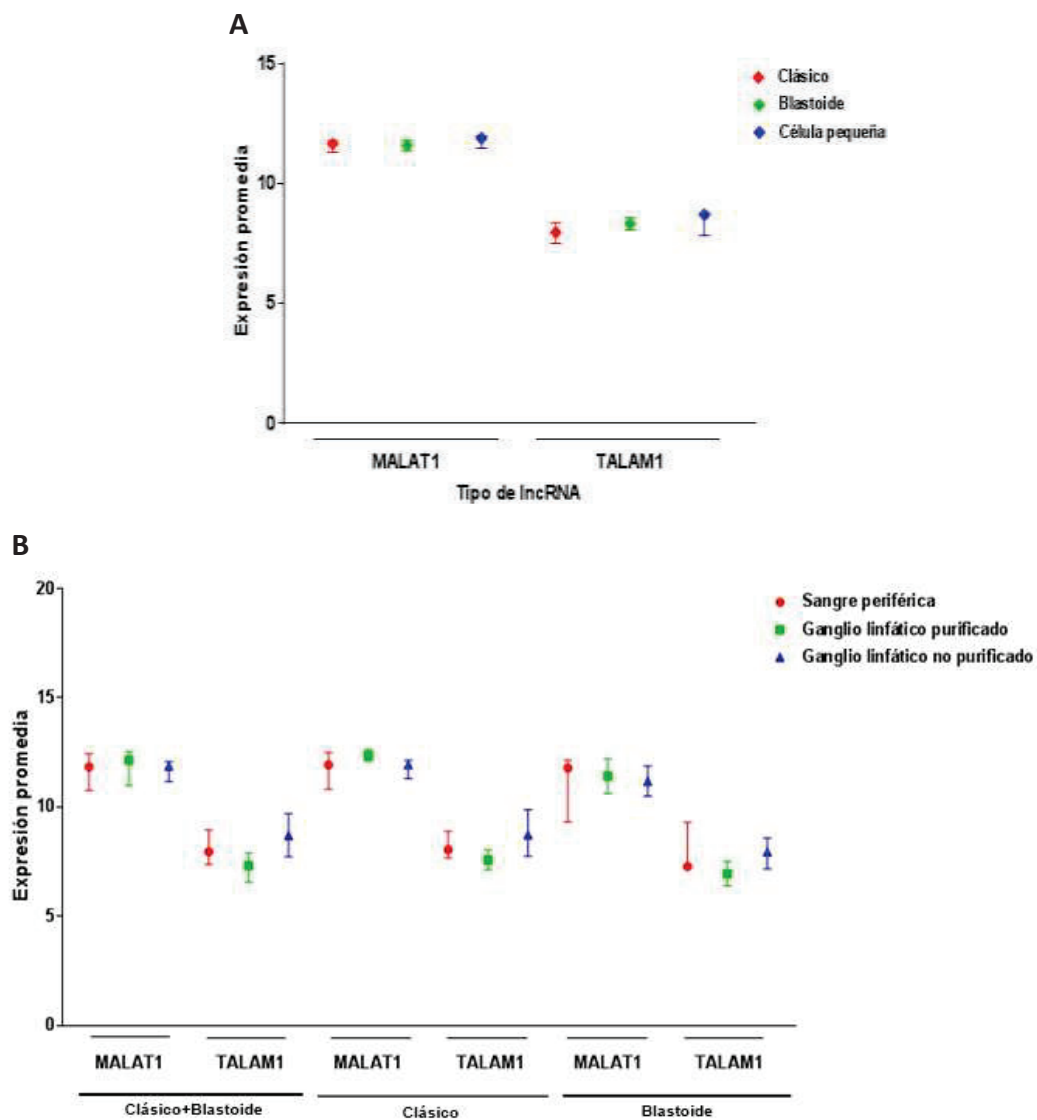 A
15
10
5
0
Expresión promedia
Clásico
Blastoide
Célula pequeña
MALAT1 TALAM1
Tipo de lncRNA
B
20
15
10
5
0
Expresión promedia
Sangre periférica
Ganglio linfático purificado
Ganglio linfático no purificado
MALAT1 TALAM1 MALAT1 TALAM1 MALAT1 TALAM1
Clásico+Blastoide Clásico Blastoide